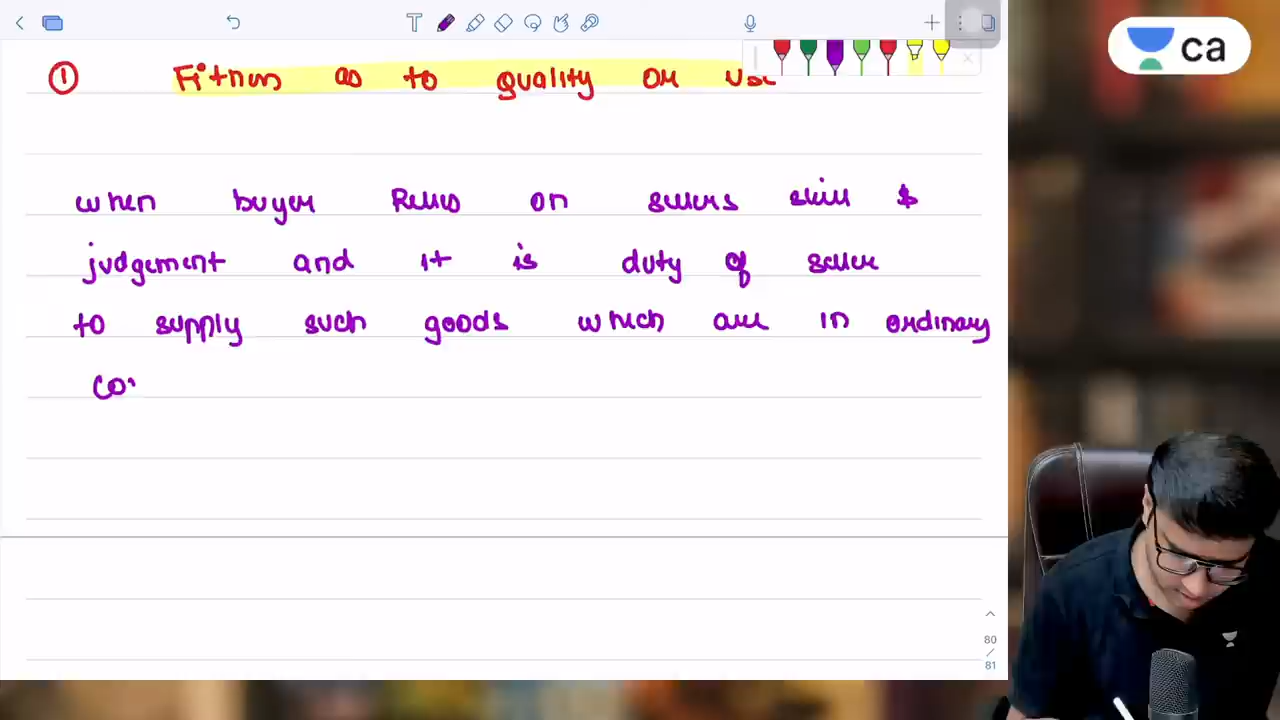 ca
① Fitness as to quality or use
when buyer Relies on sellers skill &
judgement and it is duty of seller
to supply such goods which are in ordinary
co
80
/
81